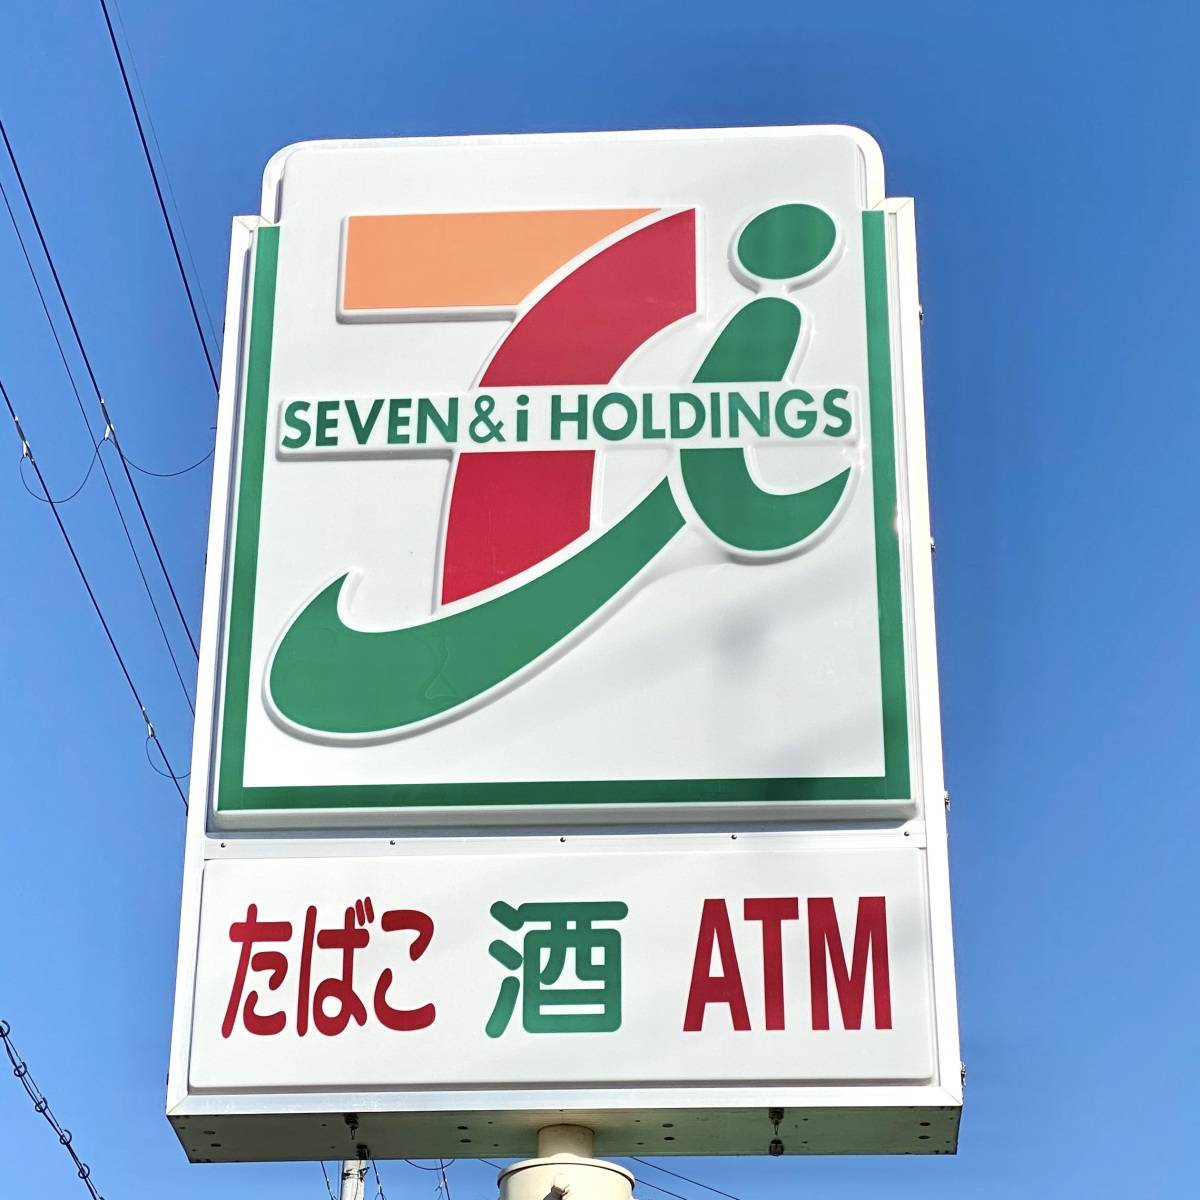 SEVEN & i HOLDINGS
たばこ 酒 ATM